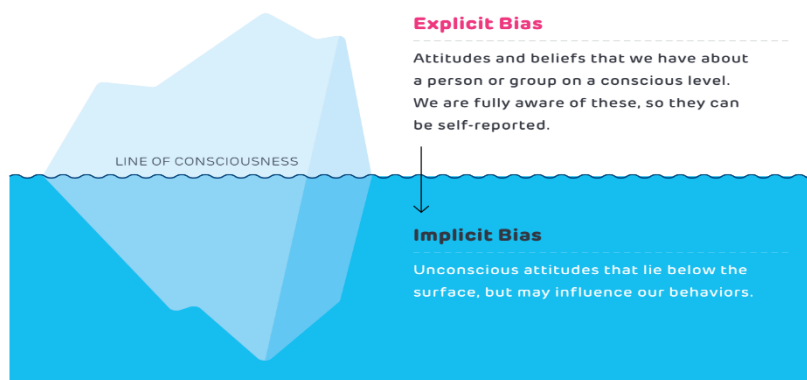 Explicit Bias
Attitudes and beliefs that we have about
a person or group on a conscious level.
We are fully aware of these, so they can
be self-reported.
LINE OF CONSCIOUSNESS
Implicit Bias
Unconscious attitudes that lie below the
surface, but may influence our behaviors.